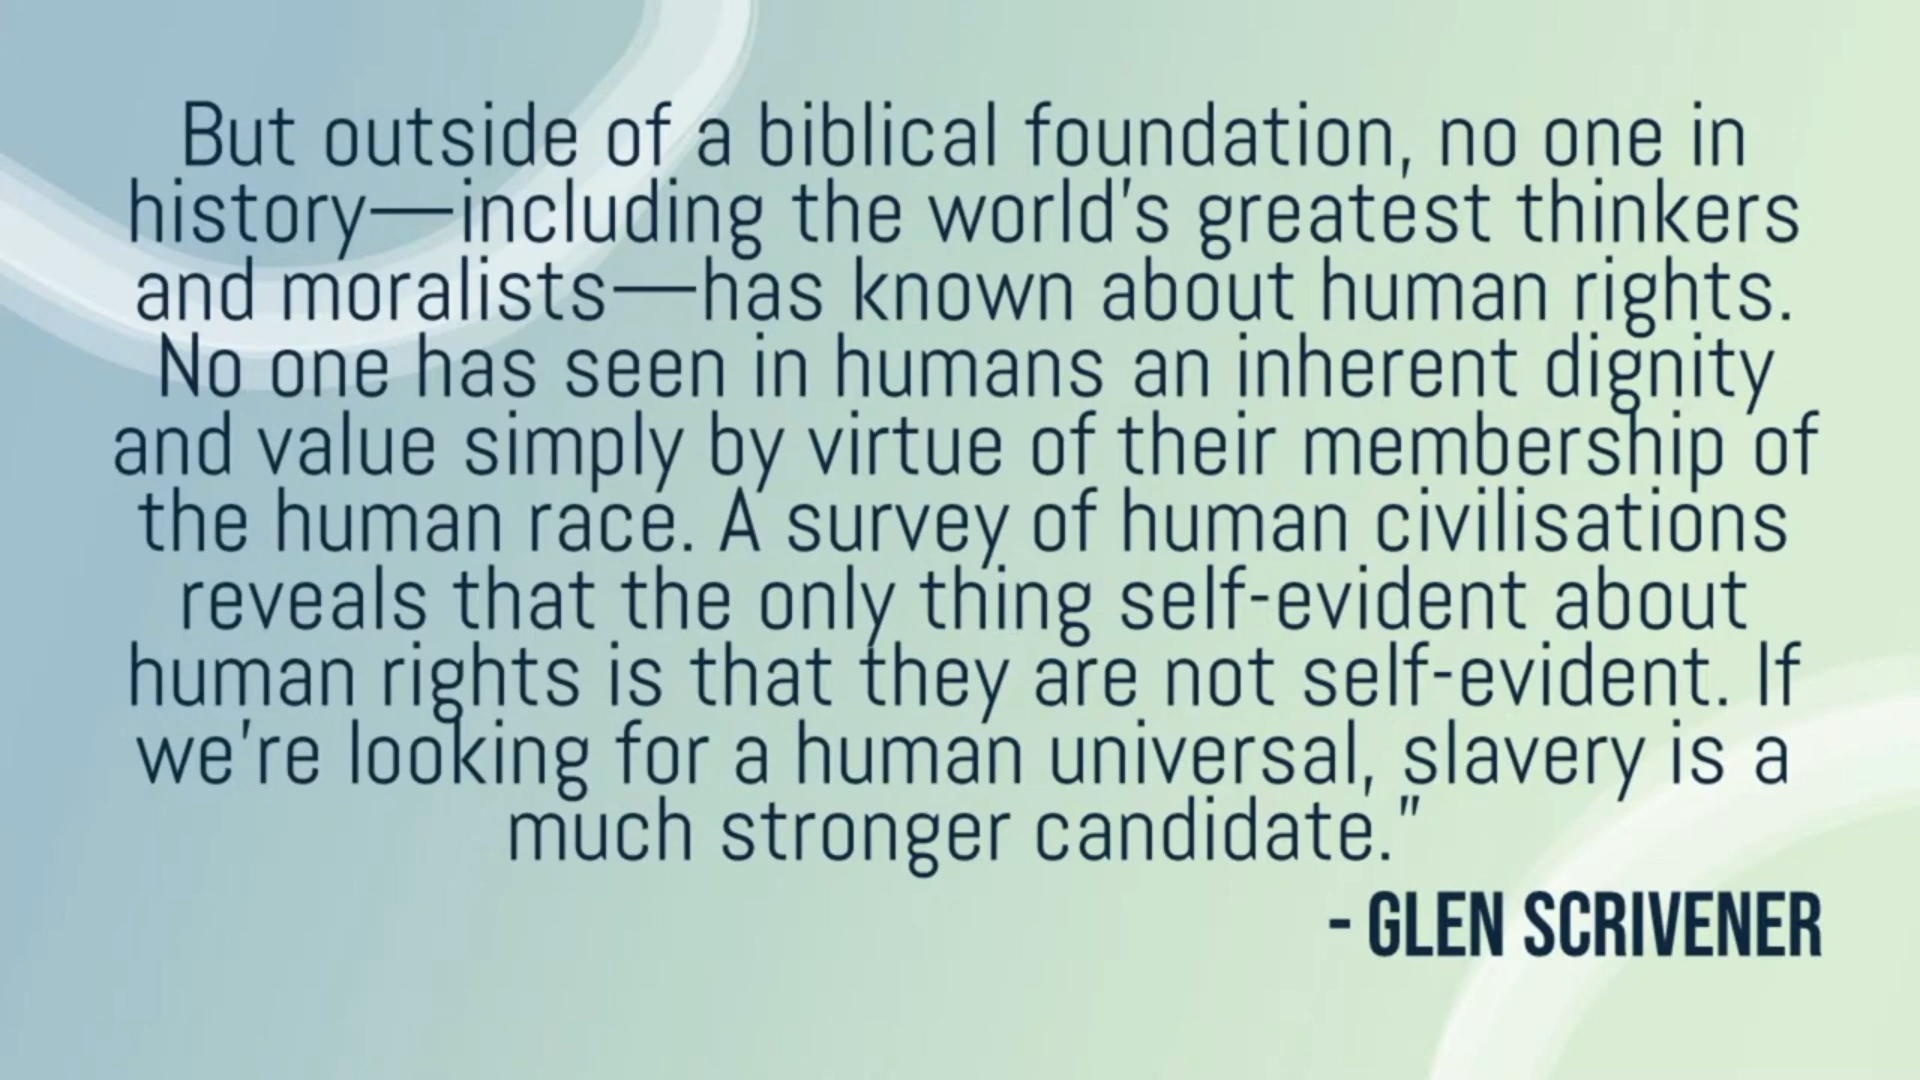 But outside of a biblical foundation, no one in
history—including the world's greatest thinkers
and moralists—has known about human rights.
No one has seen in humans an inherent dignity
and value simply by virtue of their membership of
the human race. A survey of human civilisations
reveals that the only thing self-evident about
human rights is that they are not self-evident. If
we're looking for a human universal, slavery is a
much stronger candidate."
- GLEN SCRIVENER